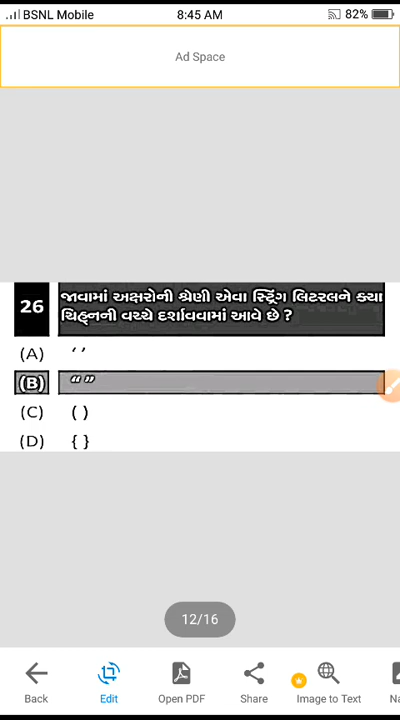 BSNL Mobile 8:45 AM 82%
Ad Space
26 જાવામાં અક્ષરોની શ્રેણી એવા સ્ટ્રિંગ લિટરલને ક્યા
ચિહ્નની વચ્ચે દર્શાવવામાં આવે છે ?
(A) ‘ ’
(B) “ ”
(C) ( )
(D) { }
12/16
Back Edit Open PDF Share Image to Text